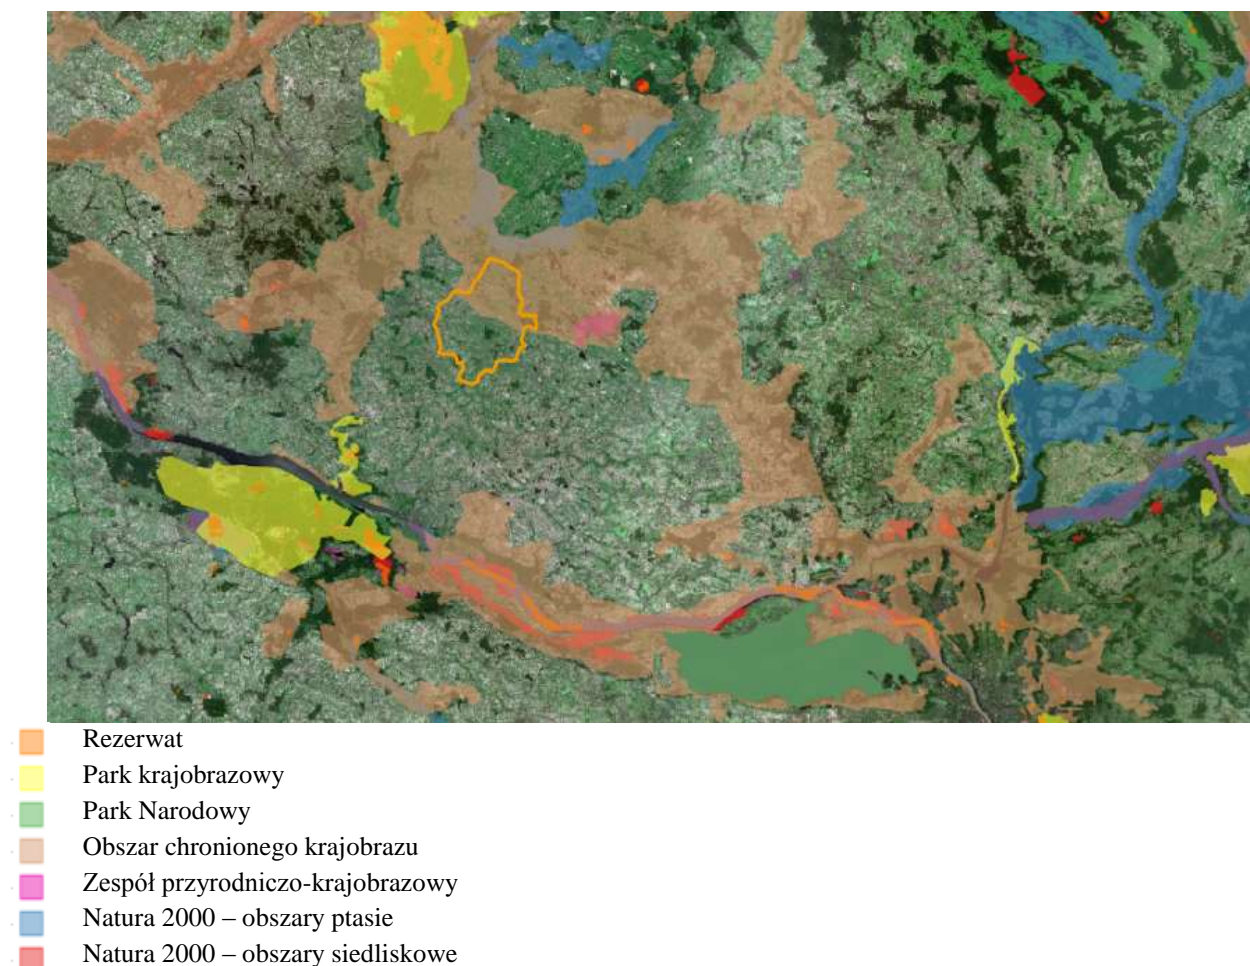 Rezerwat
Park krajobrazowy
Park Narodowy
Obszar chronionego krajobrazu
Zespół przyrodniczo-krajobrazowy
Natura 2000 – obszary ptasie
Natura 2000 – obszary siedliskowe